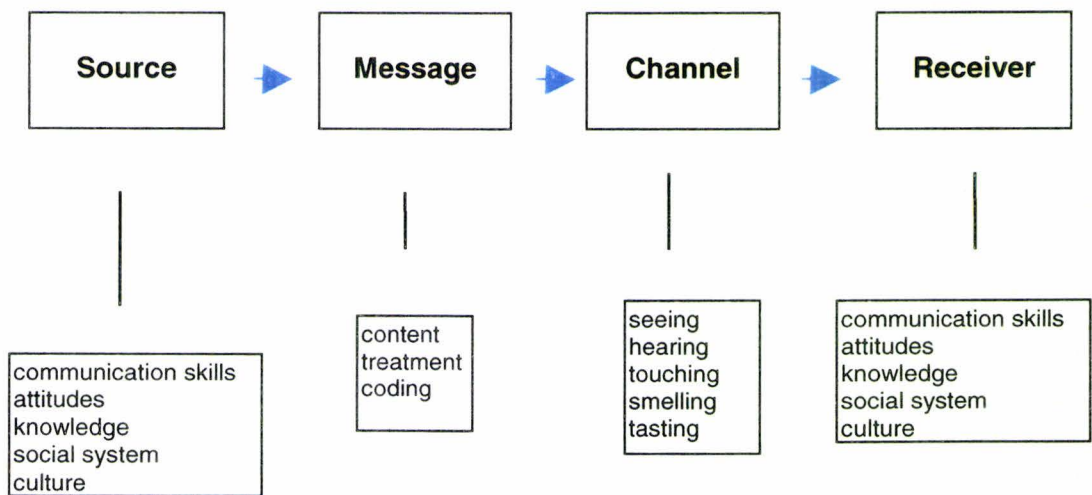 Source
Message
Channel
Receiver
communication skills
attitudes
knowledge
social system
culture
content
treatment
coding
seeing
hearing
touching
smelling
tasting
communication skills
attitudes
knowledge
social system
culture